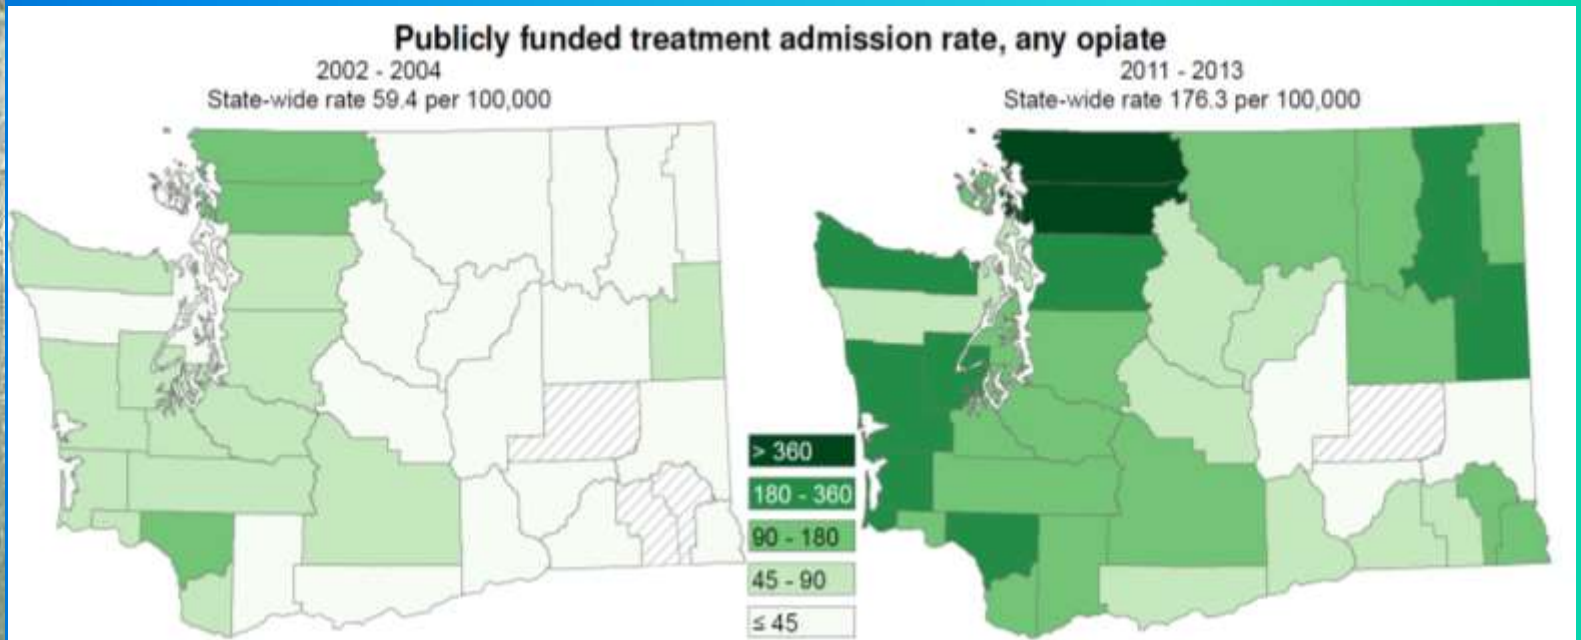 Publicly funded treatment admission rate, any opiate
2002 - 2004
State-wide rate 59.4 per 100,000
2011 - 2013
State-wide rate 176.3 per 100,000
> 360
180 - 360
90 - 180
45 - 90
≤ 45